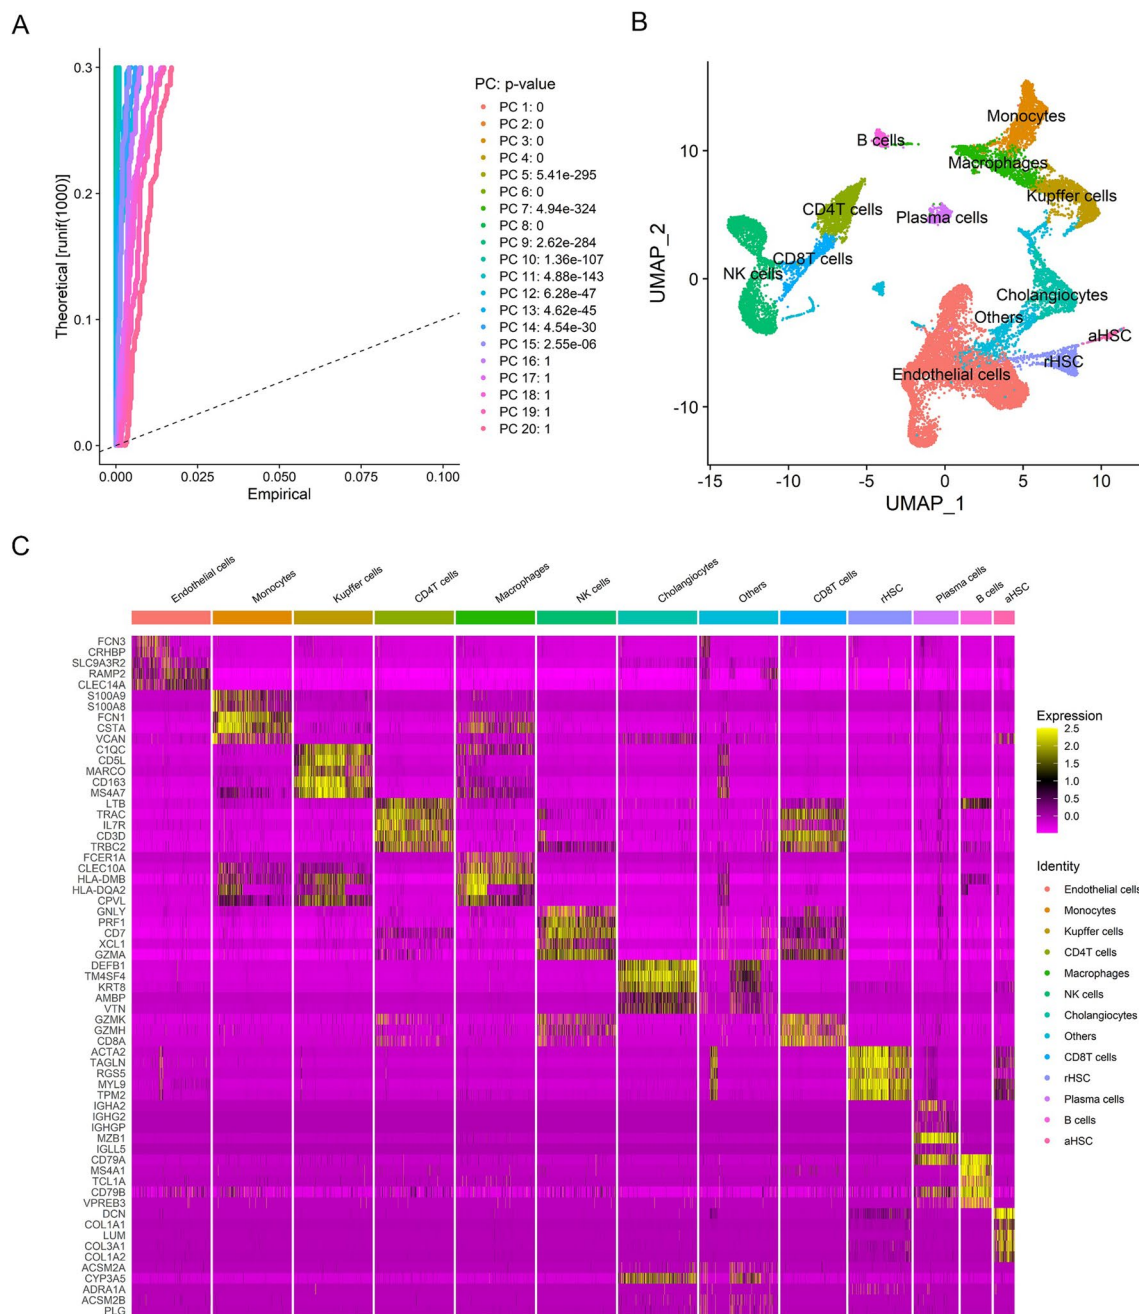 A
0.3
0.2
0.1
0.0
Theoretical [runif(1000)]
0.000
0.025
0.050
0.075
0.100
Empirical
PC: p-value
PC 1: 0
PC 2: 0
PC 3: 0
PC 4: 0
PC 5: 5.41e-295
PC 6: 0
PC 7: 4.94e-324
PC 8: 0
PC 9: 2.62e-284
PC 10: 1.36e-107
PC 11: 4.88e-143
PC 12: 6.28e-47
PC 13: 4.62e-45
PC 14: 4.54e-30
PC 15: 2.55e-06
PC 16: 1
PC 17: 1
PC 18: 1
PC 19: 1
PC 20: 1
B
Monocytes
B cells
Macrophages
Kupffer cells
CD4T cells
Plasma cells
CD8T cells
NK cells
Cholangiocytes
Others
aHSC
rHSC
Endothelial cells
10
0
-10
UMAP_2
-15
-10
-5
0
5
10
UMAP_1
C
Endothelial cells
Monocytes
Kupffer cells
CD4T cells
Macrophages
NK cells
Cholangiocytes
Others
CD8T cells
rHSC
Plasma cells
B cells
aHSC
FCN3
CRHBP
SLC9A3R2
RAMP2
CLEC14A
S100A9
S100A8
FCN1
CSTA
VCAN
C1QC
CD5L
MARCO
CD163
MS4A7
LTB
TRAC
IL7R
CD3D
TRBC2
FCER1A
CLEC10A
HLA-DMB
HLA-DQA2
CPVL
GNLY
PRF1
CD7
XCL1
GZMA
DEFB1
TM4SF4
KRT8
AMBP
VTN
GZMK
GZMH
CD8A
ACTA2
TAGLN
RGS5
MYL9
TPM2
IGHA2
IGHG2
IGHGP
MZB1
IGLL5
CD79A
MS4A1
TCL1A
CD79B
VPREB3
DCN
COL1A1
LUM
COL3A1
COL1A2
ACSM2A
CYP3A5
ADRA1A
ACSM2B
PLG
Expression
2.5
2.0
1.5
1.0
0.5
0.0
Identity
Endothelial cells
Monocytes
Kupffer cells
CD4T cells
Macrophages
NK cells
Cholangiocytes
Others
CD8T cells
rHSC
Plasma cells
B cells
aHSC